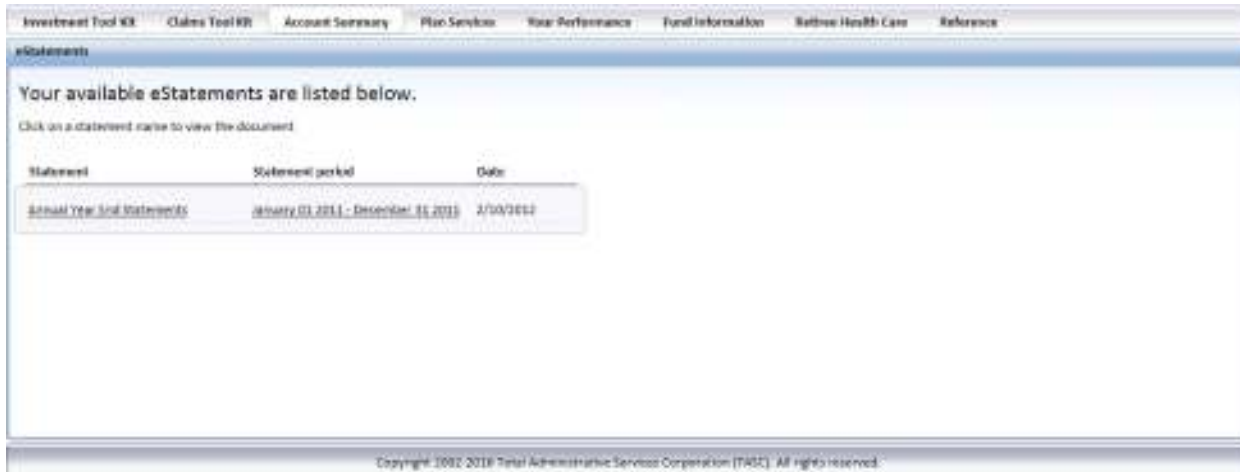 Investment Tool Kit Claims Tool Kit Account Summary Plan Services Your Performance Fund Information Retiree Health Care Reference
eStatements
Your available eStatements are listed below.
Click on a statement name to view the document
Statement Statement period Date
Annual Year End Statements January 01 2011 - December 31 2011 2/10/2012
Copyright 2002-2016 Total Administrative Services Corporation (TASC). All rights reserved.